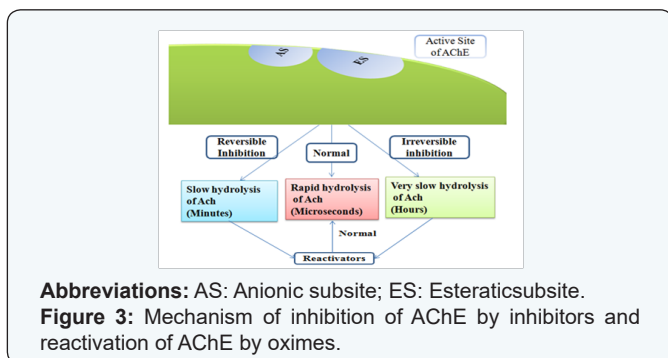 Active Site
of AChE
AS
ES
Reversible
Inhibition
Normal
Irreversible
inhibition
Slow hydrolysis
of Ach
(Minutes)
Rapid hydrolysis
of Ach
(Microseconds)
Very slow hydrolysis
of Ach
(Hours)
Normal
Reactivators
Abbreviations: AS: Anionic subsite; ES: Esteraticsubsite.
Figure 3: Mechanism of inhibition of AChE by inhibitors and
reactivation of AChE by oximes.